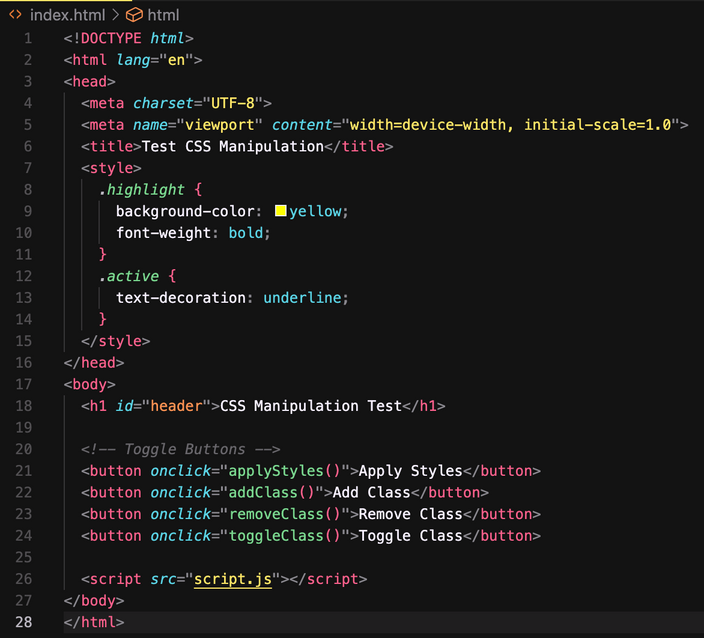 index.html > html
1 <!DOCTYPE html>
2 <html lang="en">
3 <head>
4 <meta charset="UTF-8">
5 <meta name="viewport" content="width=device-width, initial-scale=1.0">
6 <title>Test CSS Manipulation</title>
7 <style>
8 .highlight {
9 background-color: yellow;
10 font-weight: bold;
11 }
12 .active {
13 text-decoration: underline;
14 }
15 </style>
16 </head>
17 <body>
18 <h1 id="header">CSS Manipulation Test</h1>
19
20 <!-- Toggle Buttons -->
21 <button onclick="applyStyles()">Apply Styles</button>
22 <button onclick="addClass()">Add Class</button>
23 <button onclick="removeClass()">Remove Class</button>
24 <button onclick="toggleClass()">Toggle Class</button>
25
26 <script src="script.js"></script>
27 </body>
28 </html>